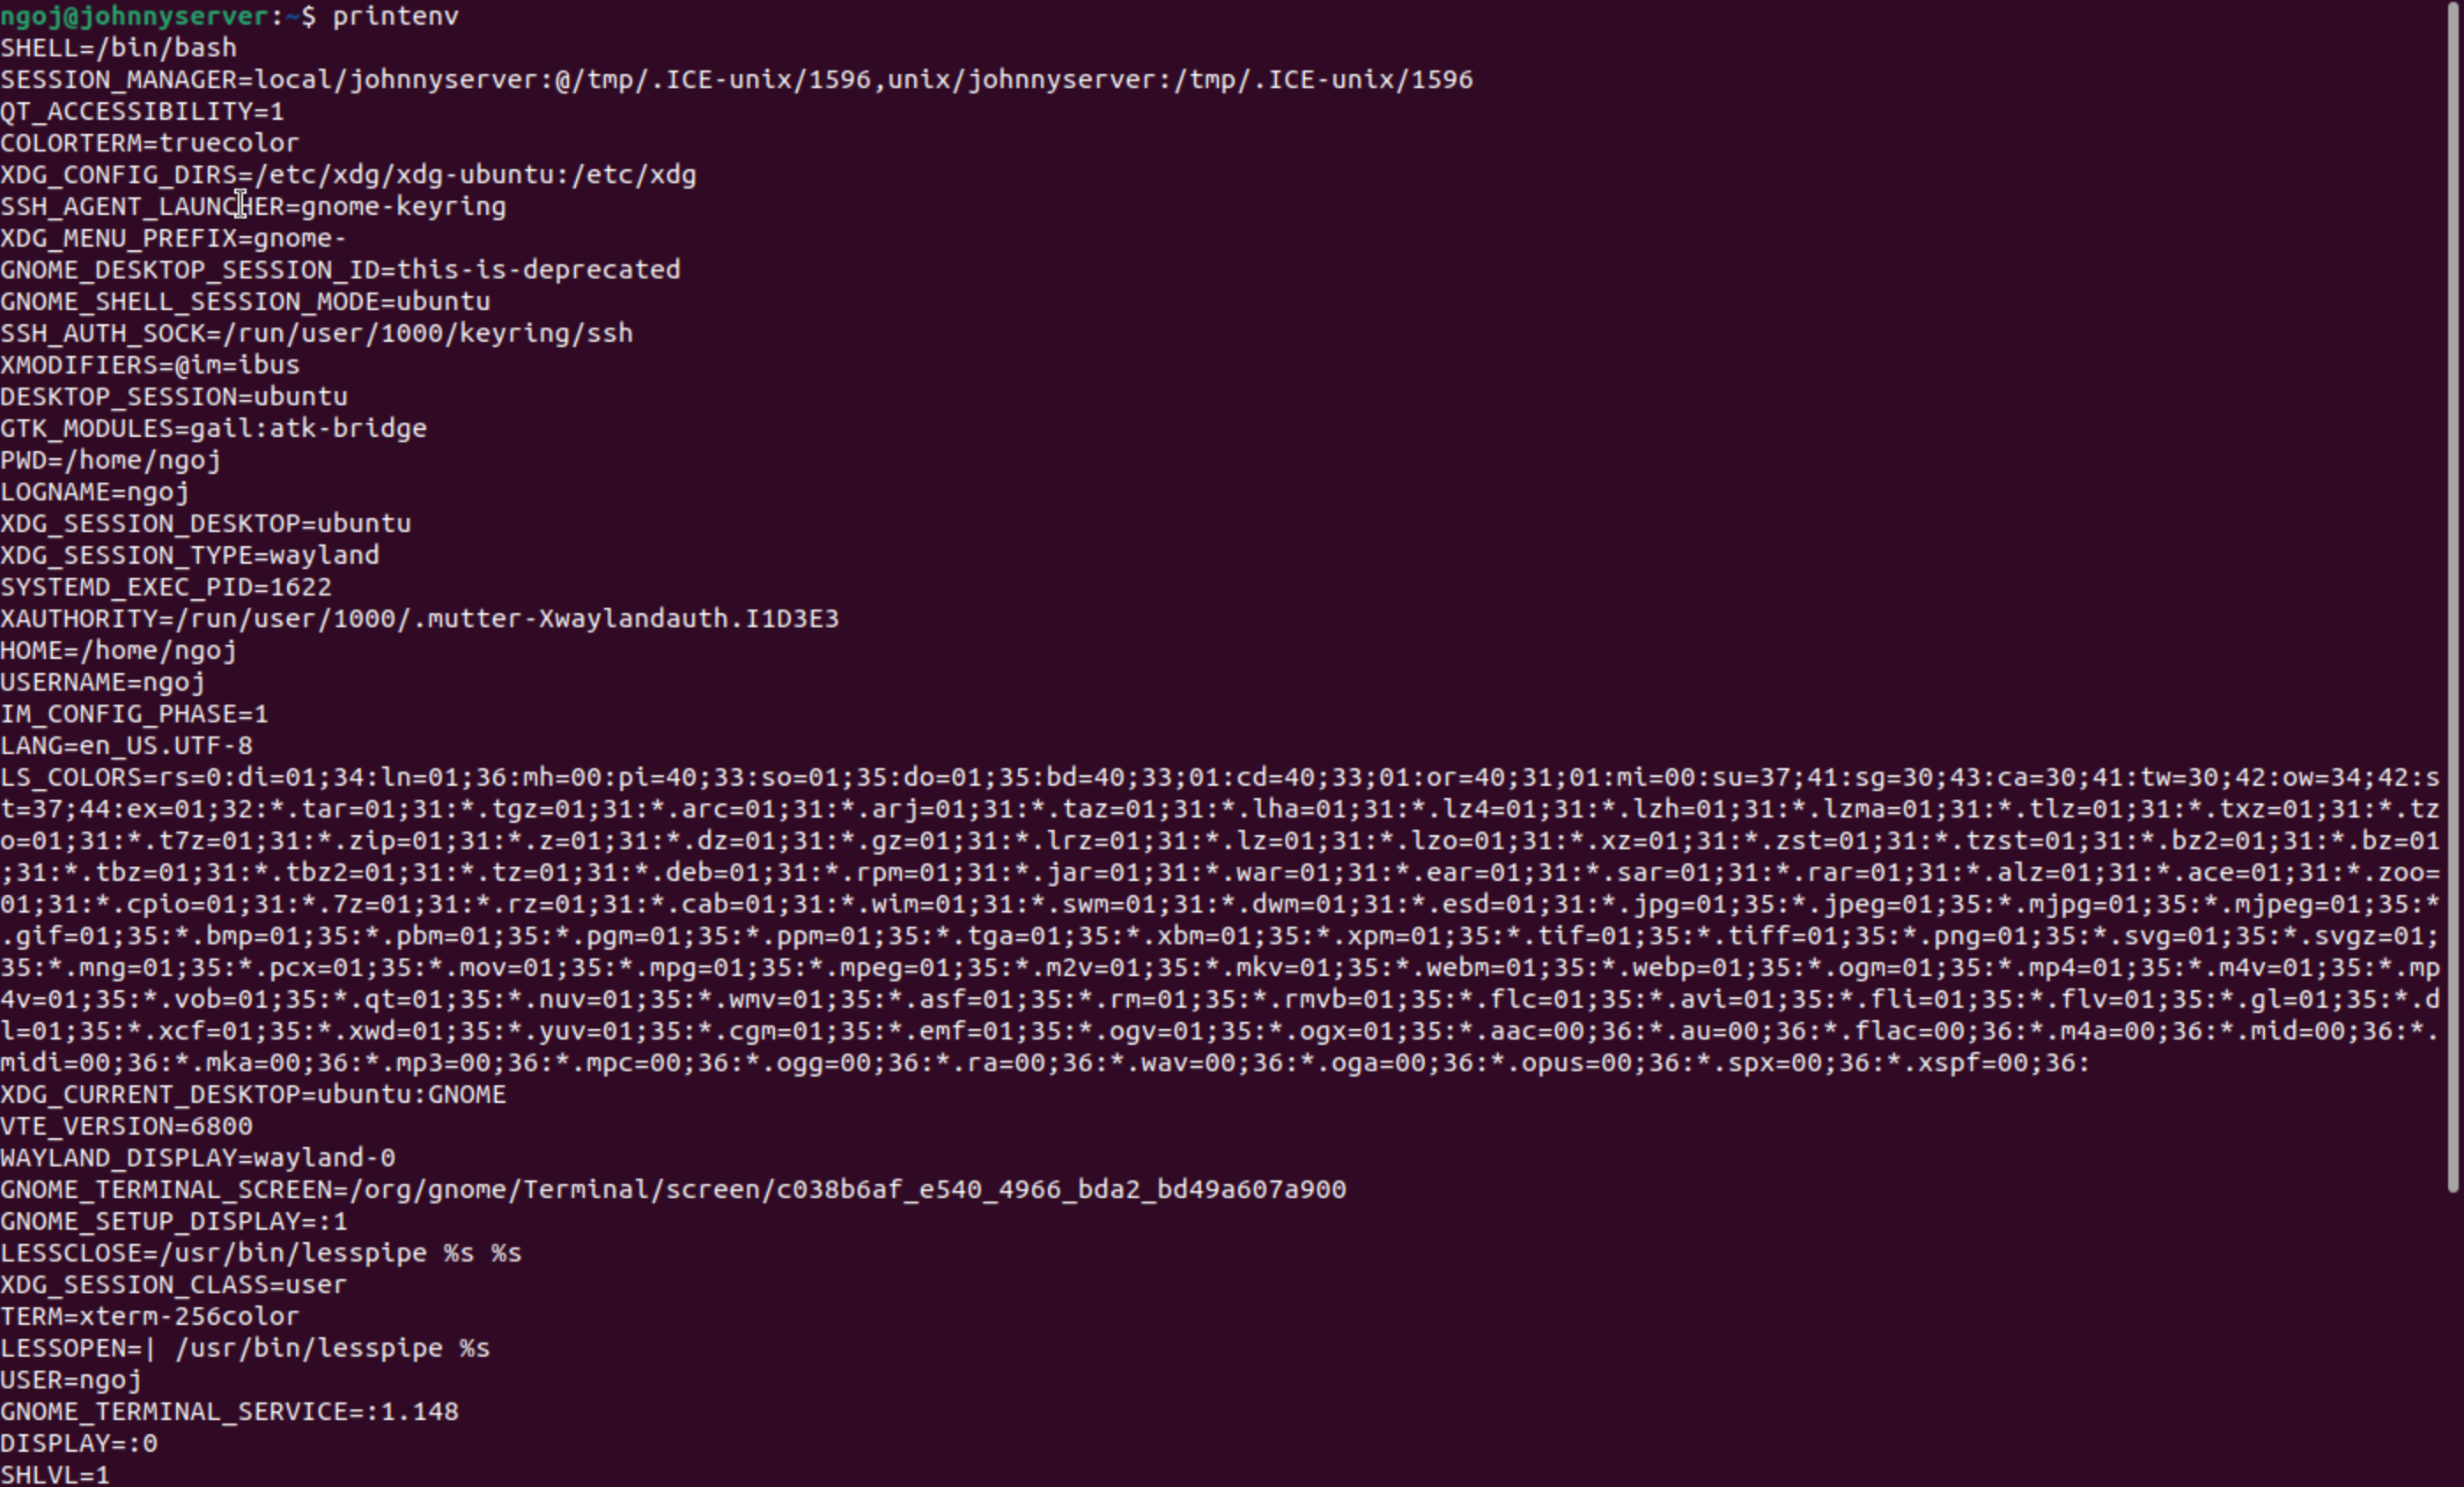 ngoj@johnnyserver:~$ printenv
SHELL=/bin/bash
SESSION_MANAGER=local/johnnyserver:@/tmp/.ICE-unix/1596,unix/johnnyserver:/tmp/.ICE-unix/1596
QT_ACCESSIBILITY=1
COLORTERM=truecolor
XDG_CONFIG_DIRS=/etc/xdg/xdg-ubuntu:/etc/xdg
SSH_AGENT_LAUNCHER=gnome-keyring
XDG_MENU_PREFIX=gnome-
GNOME_DESKTOP_SESSION_ID=this-is-deprecated
GNOME_SHELL_SESSION_MODE=ubuntu
SSH_AUTH_SOCK=/run/user/1000/keyring/ssh
XMODIFIERS=@im=ibus
DESKTOP_SESSION=ubuntu
GTK_MODULES=gail:atk-bridge
PWD=/home/ngoj
LOGNAME=ngoj
XDG_SESSION_DESKTOP=ubuntu
XDG_SESSION_TYPE=wayland
SYSTEMD_EXEC_PID=1622
XAUTHORITY=/run/user/1000/.mutter-Xwaylandauth.I1D3E3
HOME=/home/ngoj
USERNAME=ngoj
IM_CONFIG_PHASE=1
LANG=en_US.UTF-8
LS_COLORS=rs=0:di=01;34:ln=01;36:mh=00:pi=40;33:so=01;35:do=01;35:bd=40;33;01:cd=40;33;01:or=40;31;01:mi=00:su=37;41:sg=30;43:ca=30;41:tw=30;42:ow=34;42:s
t=37;44:ex=01;32:*.tar=01;31:*.tgz=01;31:*.arc=01;31:*.arj=01;31:*.taz=01;31:*.lha=01;31:*.lz4=01;31:*.lzh=01;31:*.lzma=01;31:*.tlz=01;31:*.txz=01;31:*.tz
o=01;31:*.t7z=01;31:*.zip=01;31:*.z=01;31:*.dz=01;31:*.gz=01;31:*.lrz=01;31:*.lz=01;31:*.lzo=01;31:*.xz=01;31:*.zst=01;31:*.tzst=01;31:*.bz2=01;31:*.bz=01
;31:*.tbz=01;31:*.tbz2=01;31:*.tz=01;31:*.deb=01;31:*.rpm=01;31:*.jar=01;31:*.war=01;31:*.ear=01;31:*.sar=01;31:*.rar=01;31:*.alz=01;31:*.ace=01;31:*.zoo=
01;31:*.cpio=01;31:*.7z=01;31:*.rz=01;31:*.cab=01;31:*.wim=01;31:*.swm=01;31:*.dwm=01;31:*.esd=01;31:*.jpg=01;35:*.jpeg=01;35:*.mjpg=01;35:*.mjpeg=01;35:*
.gif=01;35:*.bmp=01;35:*.pbm=01;35:*.pgm=01;35:*.ppm=01;35:*.tga=01;35:*.xbm=01;35:*.xpm=01;35:*.tif=01;35:*.tiff=01;35:*.png=01;35:*.svg=01;35:*.svgz=01;
35:*.mng=01;35:*.pcx=01;35:*.mov=01;35:*.mpg=01;35:*.mpeg=01;35:*.m2v=01;35:*.mkv=01;35:*.webm=01;35:*.webp=01;35:*.ogm=01;35:*.mp4=01;35:*.m4v=01;35:*.mp
4v=01;35:*.vob=01;35:*.qt=01;35:*.nuv=01;35:*.wmv=01;35:*.asf=01;35:*.rm=01;35:*.rmvb=01;35:*.flc=01;35:*.avi=01;35:*.fli=01;35:*.flv=01;35:*.gl=01;35:*.d
l=01;35:*.xcf=01;35:*.xwd=01;35:*.yuv=01;35:*.cgm=01;35:*.emf=01;35:*.ogv=01;35:*.ogx=01;35:*.aac=00;36:*.au=00;36:*.flac=00;36:*.m4a=00;36:*.mid=00;36:*.
midi=00;36:*.mka=00;36:*.mp3=00;36:*.mpc=00;36:*.ogg=00;36:*.ra=00;36:*.wav=00;36:*.oga=00;36:*.opus=00;36:*.spx=00;36:*.xspf=00;36:
XDG_CURRENT_DESKTOP=ubuntu:GNOME
VTE_VERSION=6800
WAYLAND_DISPLAY=wayland-0
GNOME_TERMINAL_SCREEN=/org/gnome/Terminal/screen/c038b6af_e540_4966_bda2_bd49a607a900
GNOME_SETUP_DISPLAY=:1
LESSCLOSE=/usr/bin/lesspipe %s %s
XDG_SESSION_CLASS=user
TERM=xterm-256color
LESSOPEN=| /usr/bin/lesspipe %s
USER=ngoj
GNOME_TERMINAL_SERVICE=:1.148
DISPLAY=:0
SHLVL=1